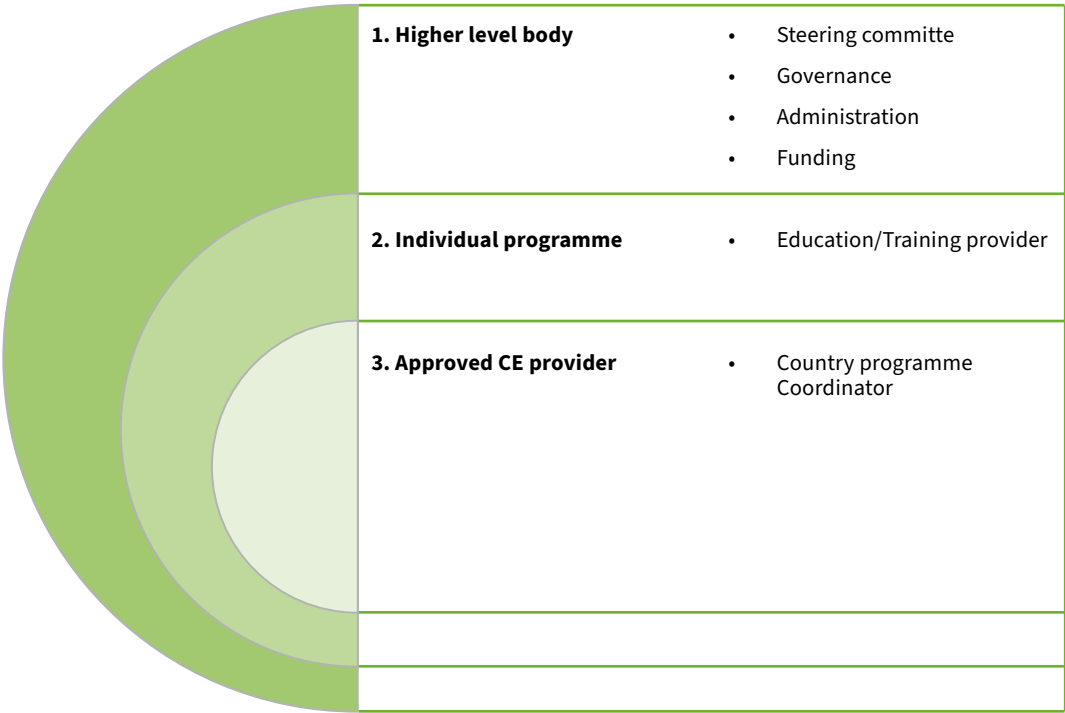 1. Higher level body
• Steering committe
• Governance
• Administration
• Funding
2. Individual programme
• Education/Training provider
3. Approved CE provider
• Country programme
Coordinator